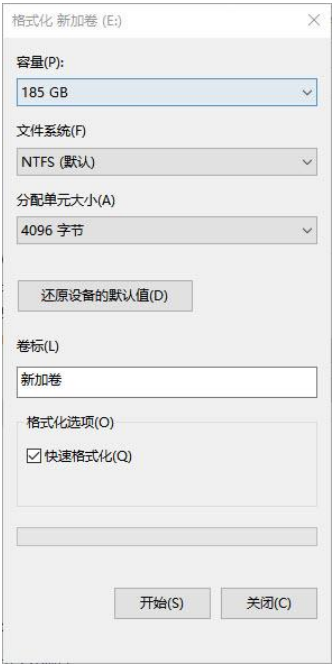 格式化 新加卷 (E:)
容量(P):
185 GB
文件系统(F)
NTFS (默认)
分配单元大小(A)
4096 字节
还原设备的默认值(D)
卷标(L)
新加卷
格式化选项(O)
快速格式化(Q)
开始(S)
关闭(C)